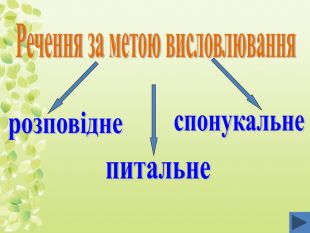 Речення за метою висловлювання
розповідне
спонукальне
питальне